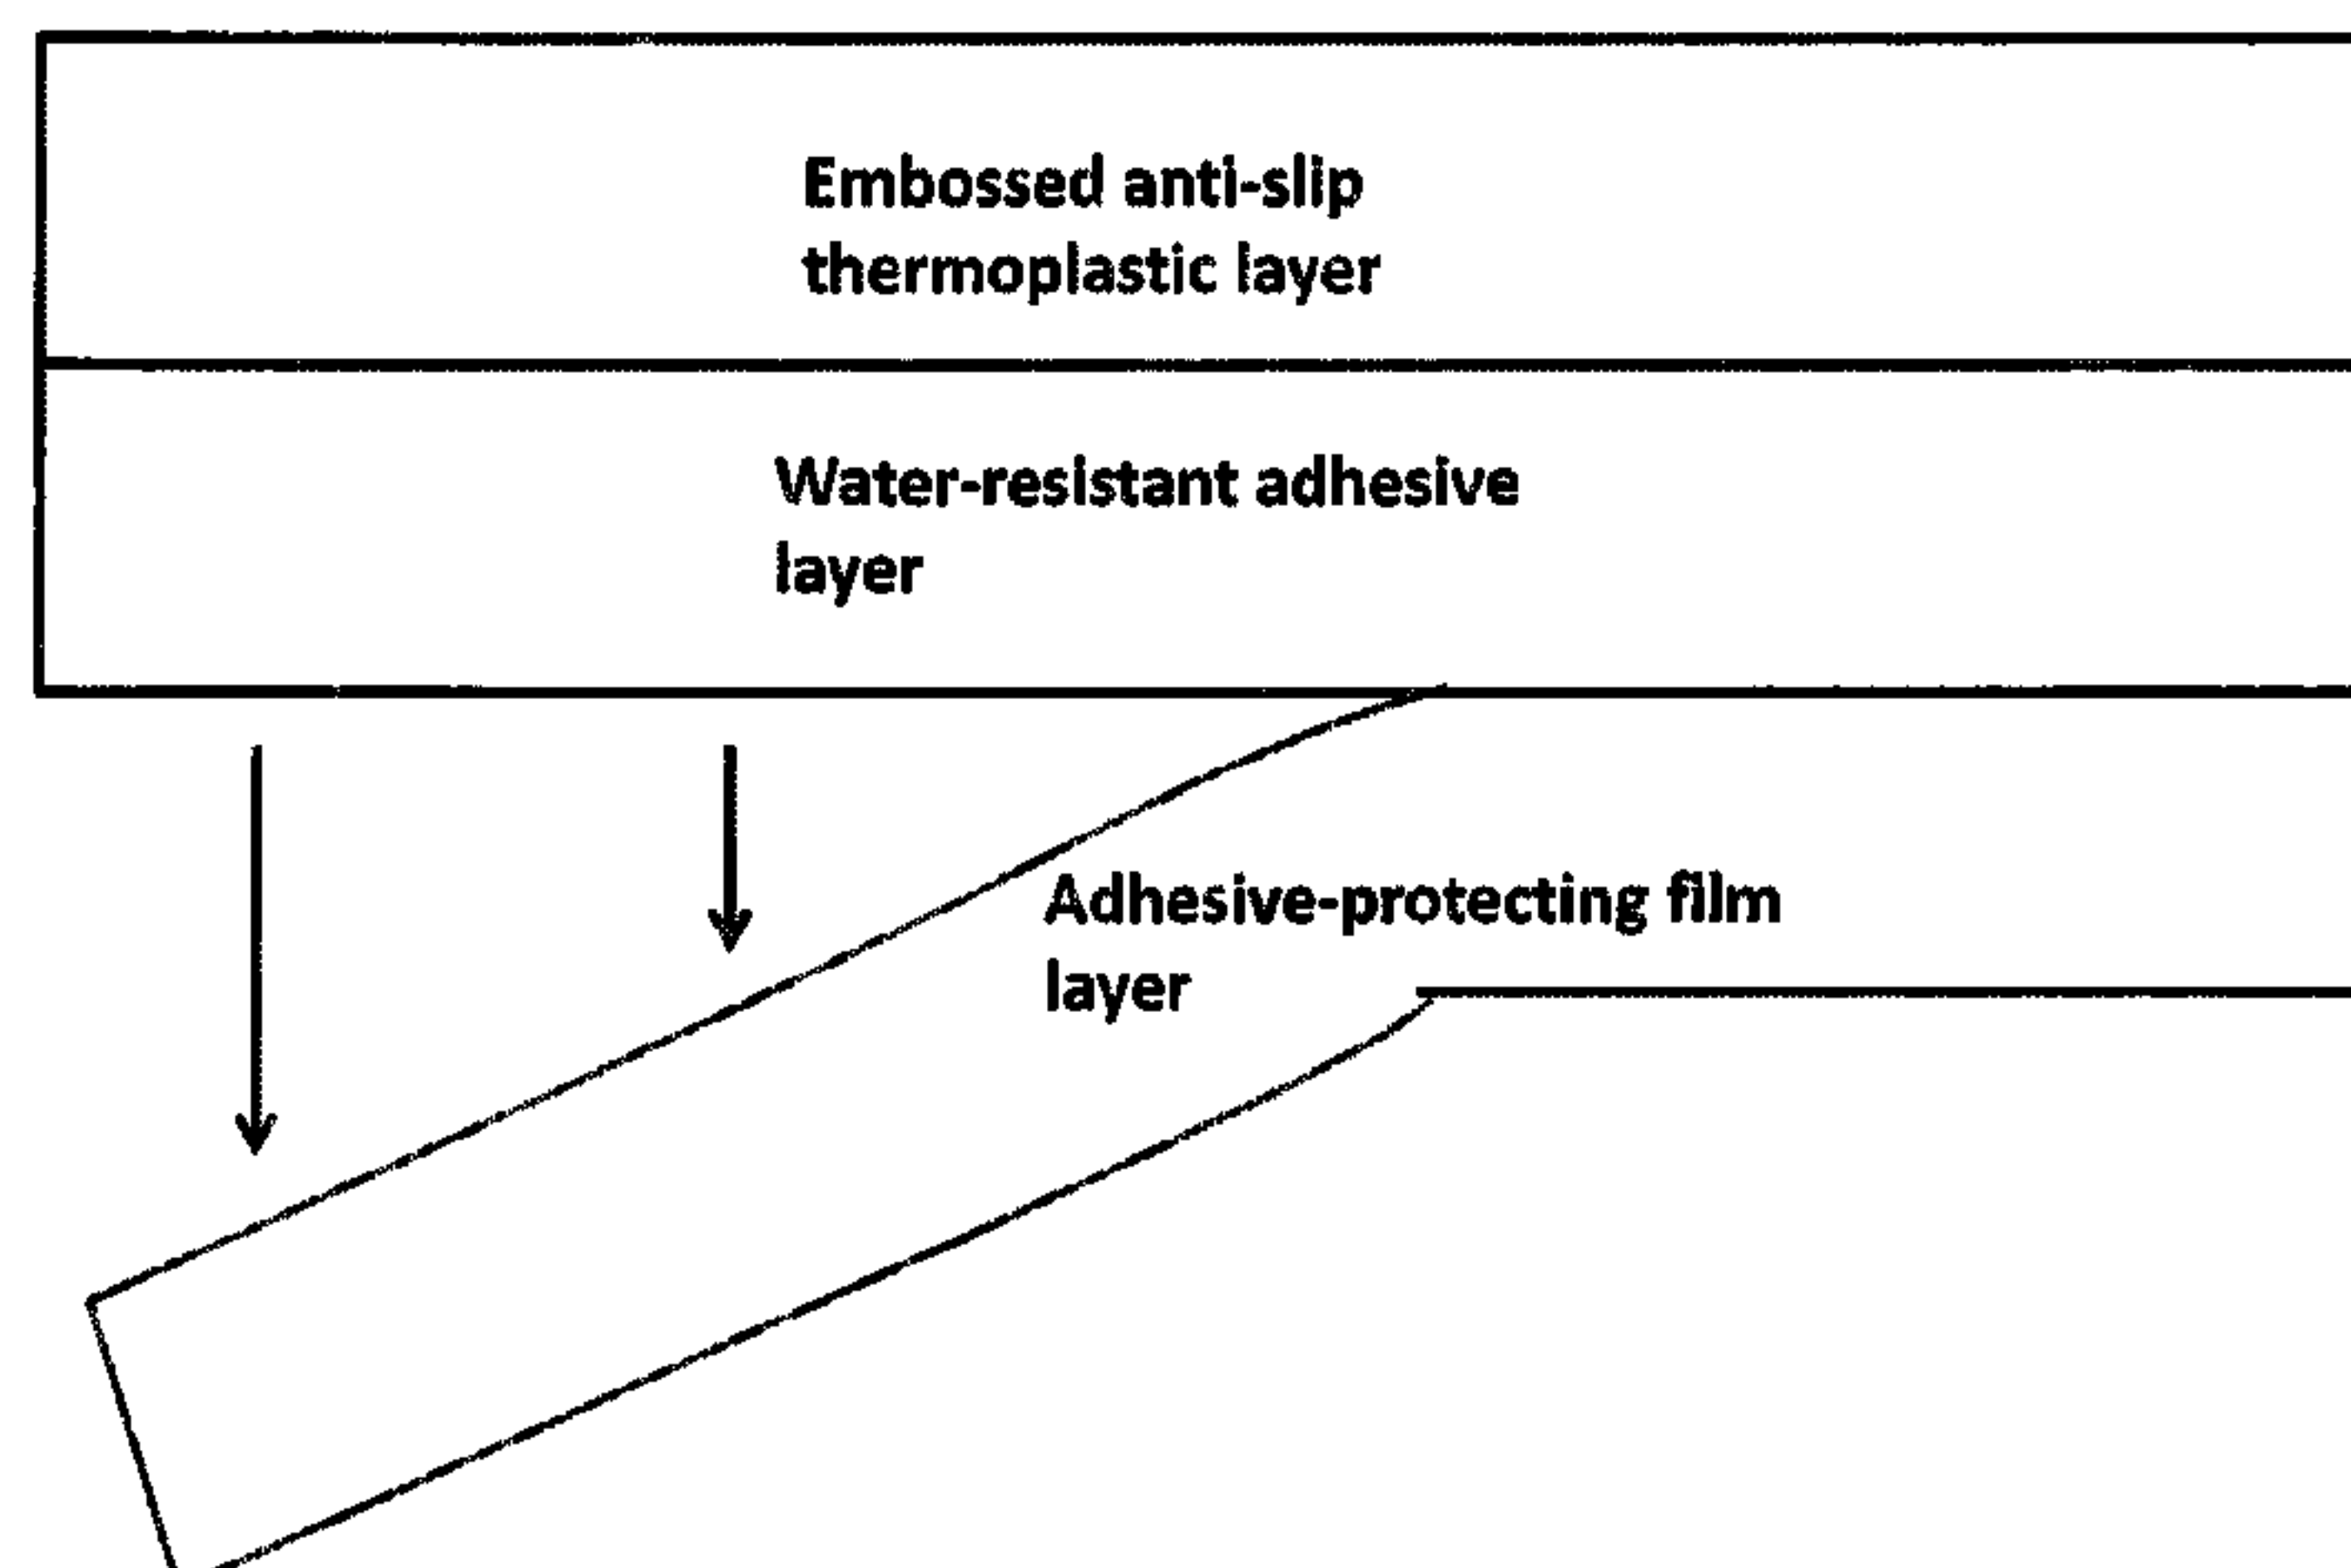 Embossed anti-slip
thermoplastic layer
Water-resistant adhesive
layer
Adhesive-protecting film
layer